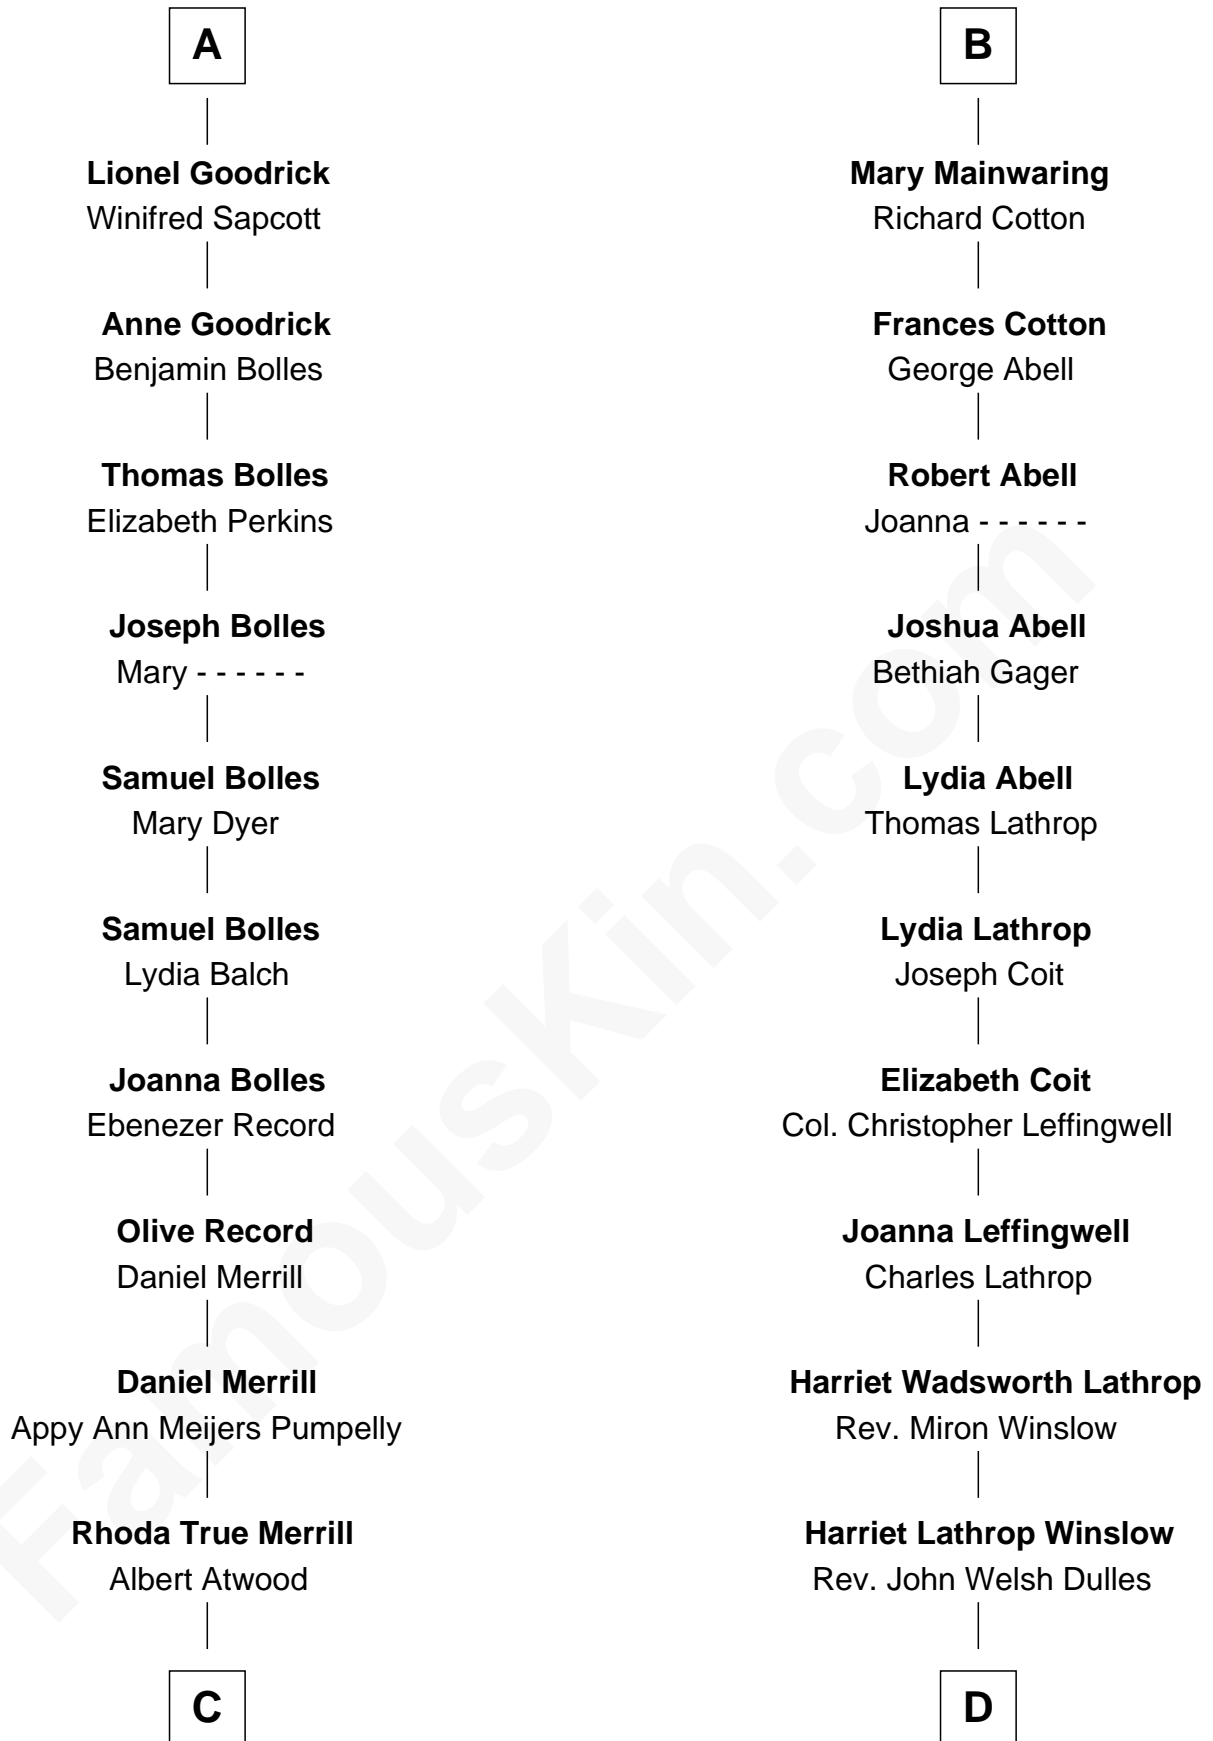 A
Lionel Goodrick
Winifred Sapcott
Anne Goodrick
Benjamin Bolles
Thomas Bolles
Elizabeth Perkins
Joseph Bolles
Mary - - - - - -
Samuel Bolles
Mary Dyer
Samuel Bolles
Lydia Balch
Joanna Bolles
Ebenezer Record
Olive Record
Daniel Merrill
Daniel Merrill
Appy Ann Meijers Pumpelly
Rhoda True Merrill
Albert Atwood
C
B
Mary Mainwaring
Richard Cotton
Frances Cotton
George Abell
Robert Abell
Joanna - - - - - -
Joshua Abell
Bethiah Gager
Lydia Abell
Thomas Lathrop
Lydia Lathrop
Joseph Coit
Elizabeth Coit
Col. Christopher Leffingwell
Joanna Leffingwell
Charles Lathrop
Harriet Wadsworth Lathrop
Rev. Miron Winslow
Harriet Lathrop Winslow
Rev. John Welsh Dulles
D
FamousKin.com